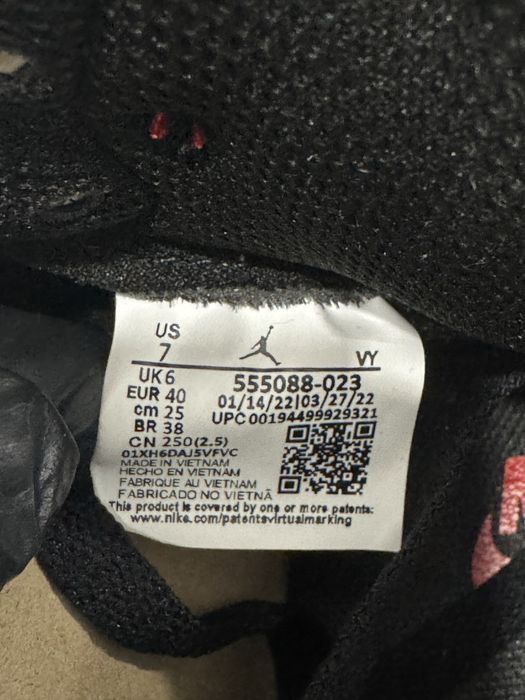 US
7
VY
UK 6
EUR 40
cm 25
BR 38
CN 250(2.5)
555088-023
01/14/22|03/27/22
UPC 00194499929321
01XH6DAJ5VFVC
MADE IN VIETNAM
HECHO EN VIETNAM
FABRIQUE AU VIETNAM
FABRICADO NO VIETNÃ
This product is covered by one or more patents:
www.nike.com/patentsvirtualmarking